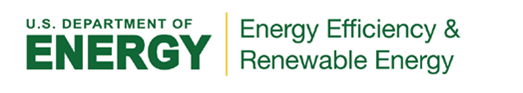 U.S. DEPARTMENT OF
ENERGY
Energy Efficiency &
Renewable Energy